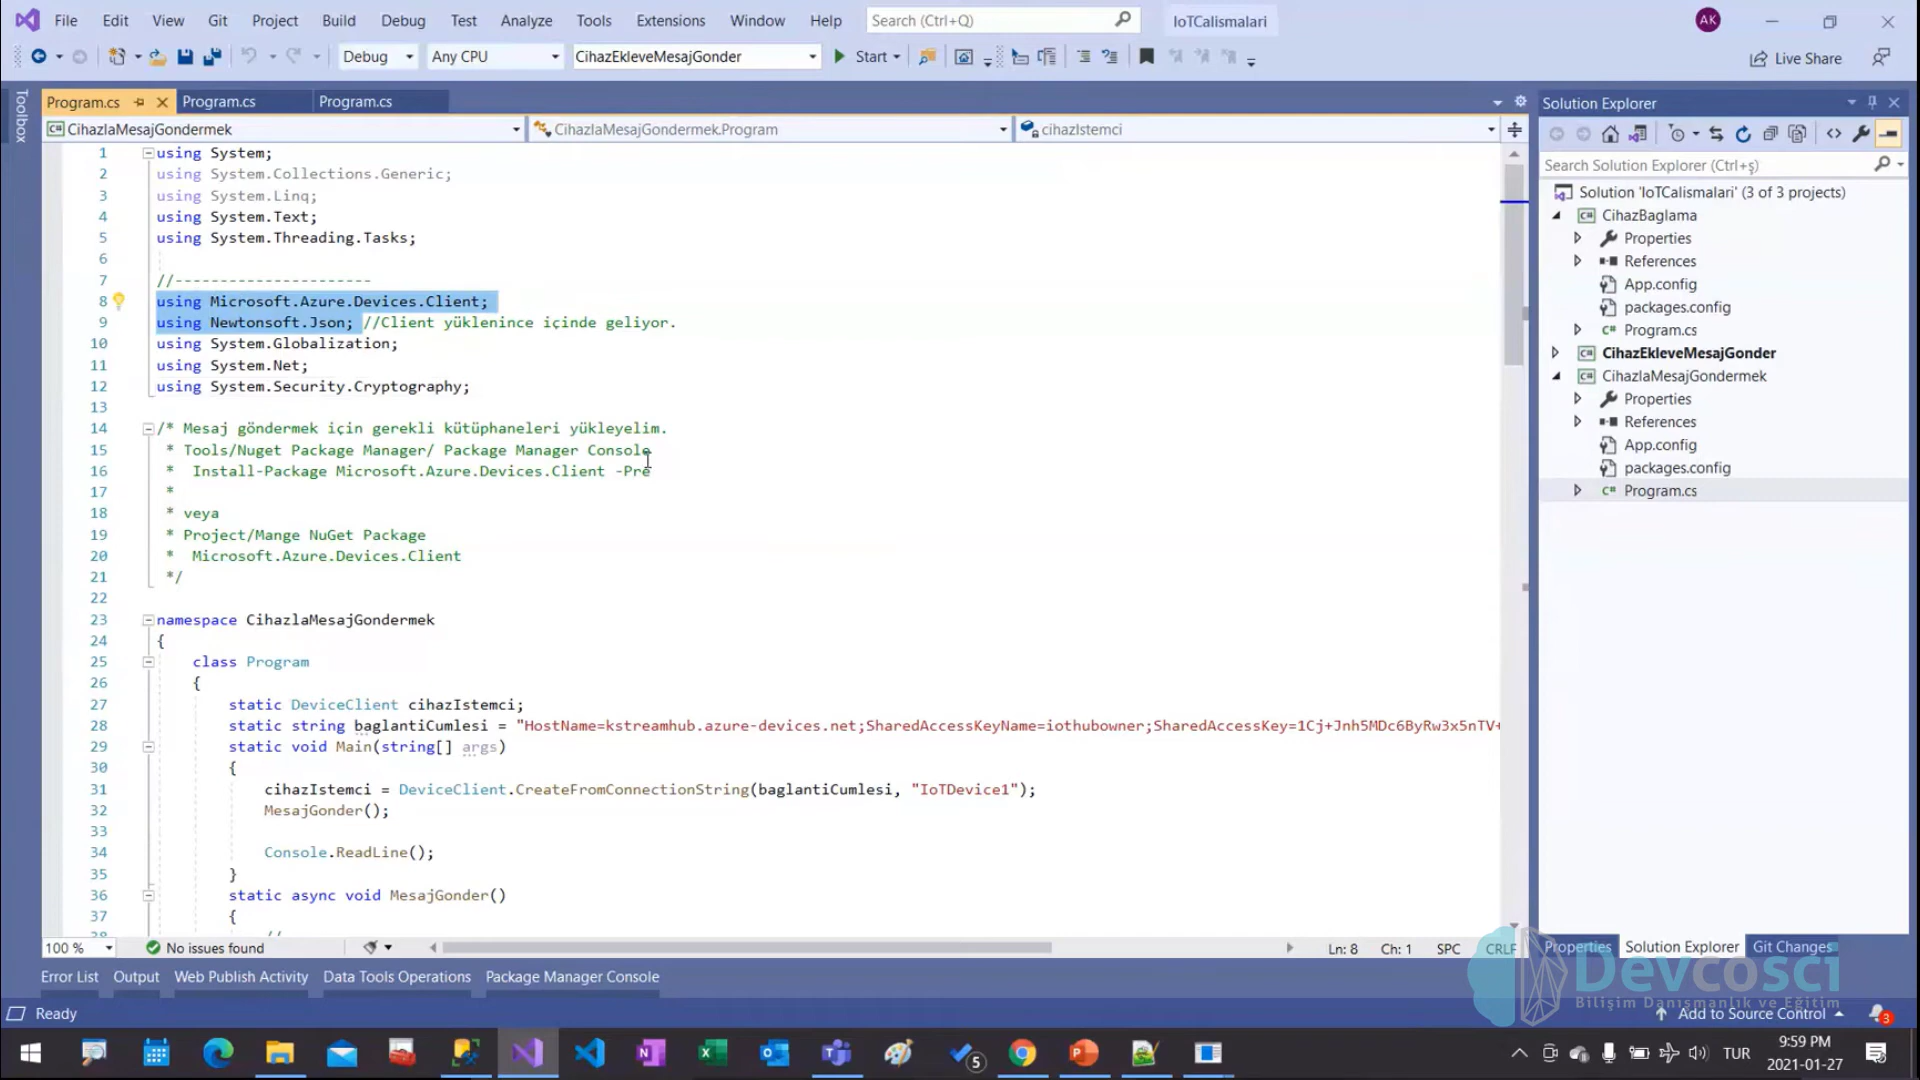 File Edit View Git Project Build Debug Test Analyze Tools Extensions Window Help Search (Ctrl+Q) IoTCalismalari AK
Debug Any CPU CihazEkleveMesajGonder Start Live Share
Toolbox
Program.cs Program.cs Program.cs
CihazlaMesajGondermek CihazlaMesajGondermek.Program cihazIstemci
1 using System;
2 using System.Collections.Generic;
3 using System.Linq;
4 using System.Text;
5 using System.Threading.Tasks;
6
7 //----------------------
8 using Microsoft.Azure.Devices.Client;
9 using Newtonsoft.Json; //Client yüklenince içinde geliyor.
10 using System.Globalization;
11 using System.Net;
12 using System.Security.Cryptography;
13
14 /* Mesaj göndermek için gerekli kütüphaneleri yükleyelim.
15 * Tools/Nuget Package Manager/ Package Manager Console
16 * Install-Package Microsoft.Azure.Devices.Client -Pre
17 *
18 * veya
19 * Project/Mange NuGet Package
20 * Microsoft.Azure.Devices.Client
21 */
22
23 namespace CihazlaMesajGondermek
24 {
25 class Program
26 {
27 static DeviceClient cihazIstemci;
28 static string baglantiCumlesi = "HostName=kstreamhub.azure-devices.net;SharedAccessKeyName=iothubowner;SharedAccessKey=1Cj+Jnh5MDc6ByRw3x5nTV+
29 static void Main(string[] args)
30 {
31 cihazIstemci = DeviceClient.CreateFromConnectionString(baglantiCumlesi, "IoTDevice1");
32 MesajGonder();
33
34 Console.ReadLine();
35 }
36 static async void MesajGonder()
37 {
38 //
100 % No issues found Ln: 8 Ch: 1 SPC CRLF
Solution Explorer
Search Solution Explorer (Ctrl+ş)
Solution 'IoTCalismalari' (3 of 3 projects)
CihazBaglama
Properties
References
App.config
packages.config
Program.cs
CihazEkleveMesajGonder
CihazlaMesajGondermek
Properties
References
App.config
packages.config
Program.cs
Properties Solution Explorer Git Changes
Error List Output Web Publish Activity Data Tools Operations Package Manager Console
Devcosci
Bilişim Danışmanlık ve Eğitim
Ready Add to Source Control 3
5 TUR 9:59 PM
2021-01-27